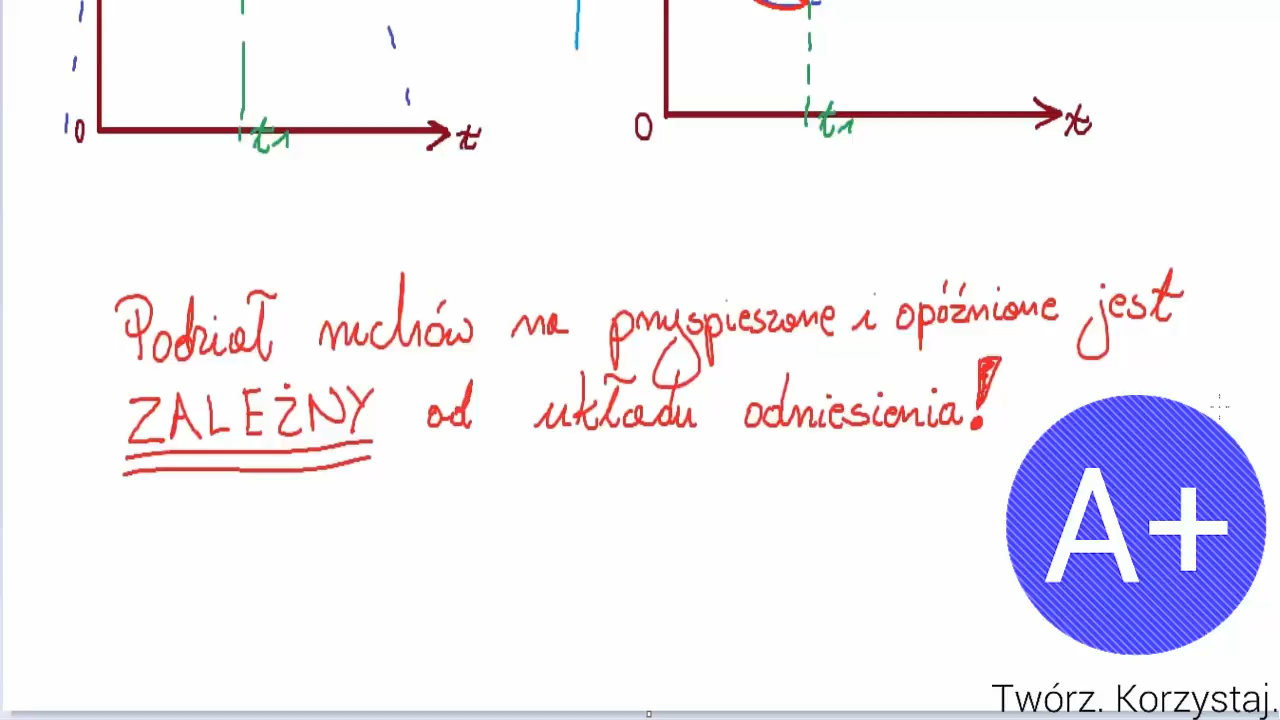 0 t₁ t
0 t₁ t
Podział ruchów na przyspieszone i opóźnione jest
ZALEŻNY od układu odniesienia!
A+
Twórz. Korzystaj.